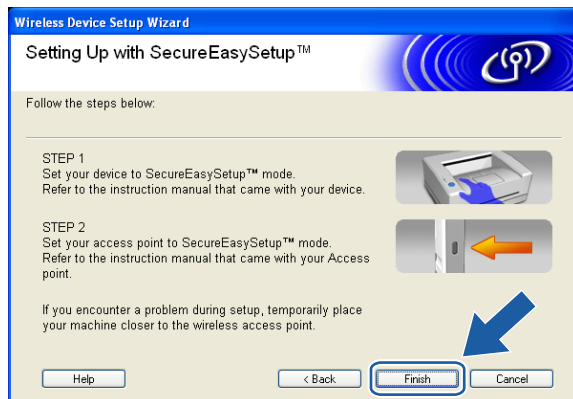 Wireless Device Setup Wizard
Setting Up with SecureEasySetup™
Follow the steps below:
STEP 1
Set your device to SecureEasySetup™ mode.
Refer to the instruction manual that came with your device.
STEP 2
Set your access point to SecureEasySetup™ mode.
Refer to the instruction manual that came with your Access
point.
If you encounter a problem during setup, temporarily place
your machine closer to the wireless access point.
Help
< Back
Finish
Cancel